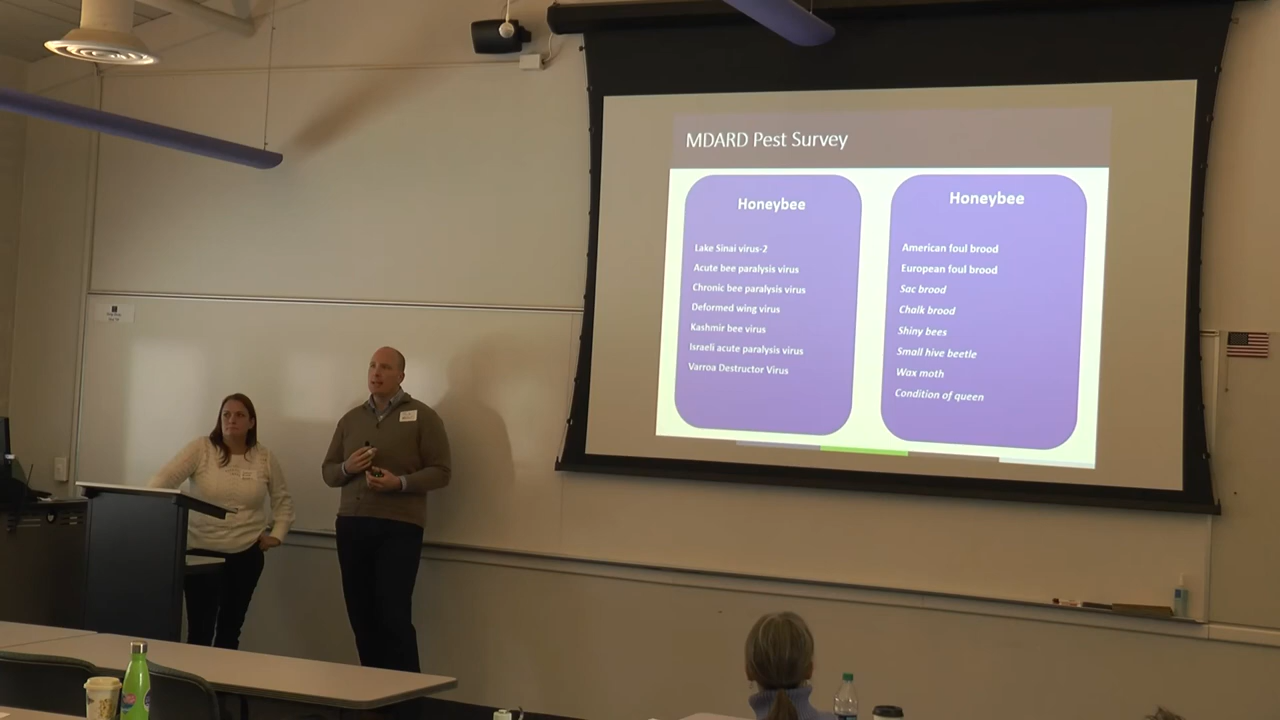 MDARD Pest Survey
Honeybee
Lake Sinai virus-2
Acute bee paralysis virus
Chronic bee paralysis virus
Deformed wing virus
Kashmir bee virus
Israeli acute paralysis virus
Varroa Destructor Virus
Honeybee
American foul brood
European foul brood
Sac brood
Chalk brood
Shiny bees
Small hive beetle
Wax moth
Condition of queen